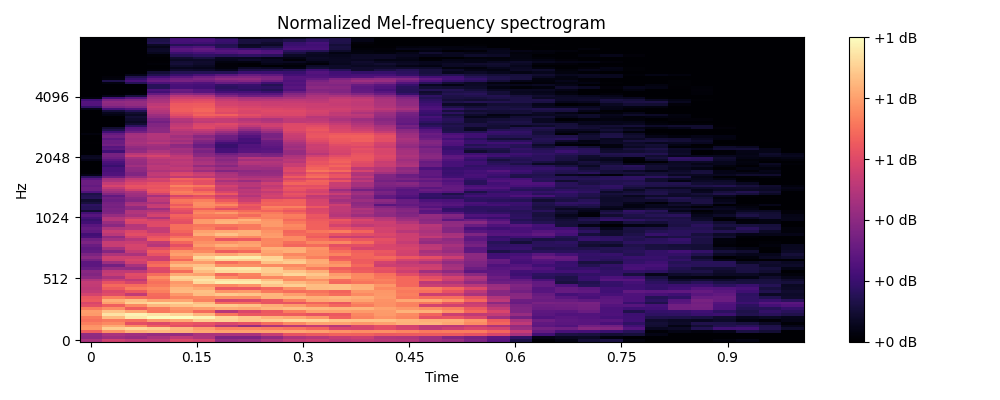 Normalized Mel-frequency spectrogram
Hz
4096
2048
1024
512
0
0 0.15 0.3 0.45 0.6 0.75 0.9
Time
+1 dB
+1 dB
+1 dB
+0 dB
+0 dB
+0 dB